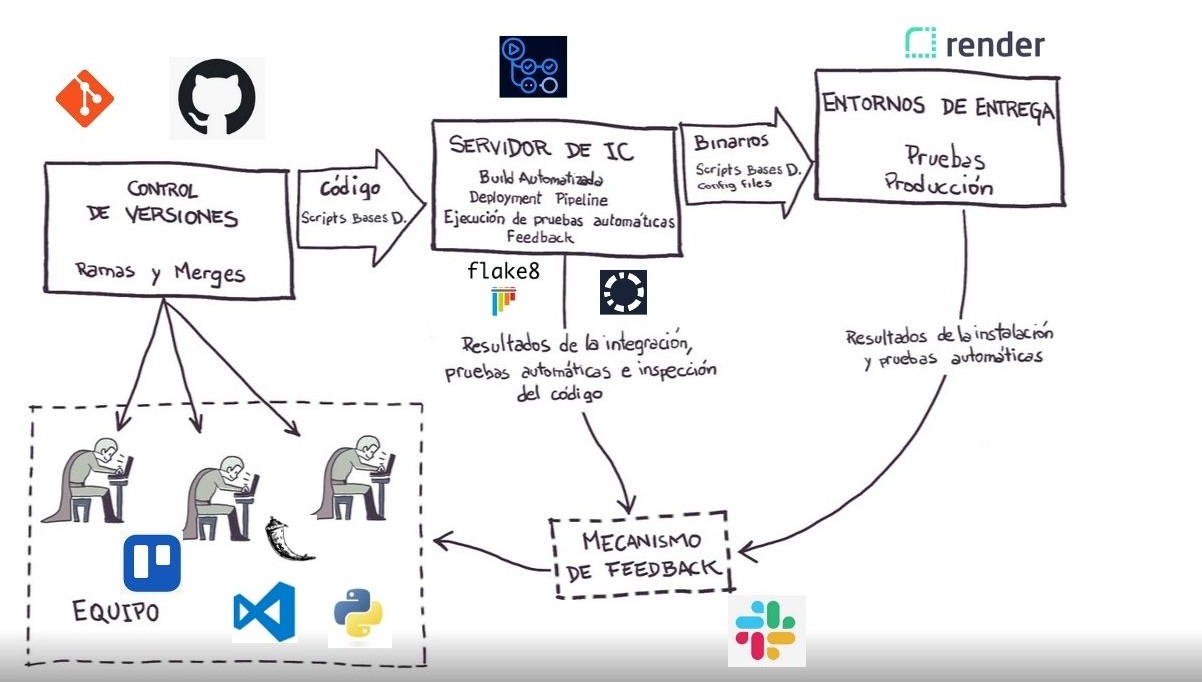 render
CONTROL
DE VERSIONES
Ramas y Merges
Código
Scripts Bases D.
SERVIDOR DE IC
Build Automatizada
Deployment Pipeline
Ejecución de pruebas automáticas
Feedback
Binarios
Scripts Bases D.
Config Files
ENTORNOS DE ENTREGA
Pruebas
Producción
flake8
Resultados de la integración,
pruebas automáticas e inspección
del código
Resultados de la instalación
y pruebas automáticas
MECANISMO
DE FEEDBACK
EQUIPO